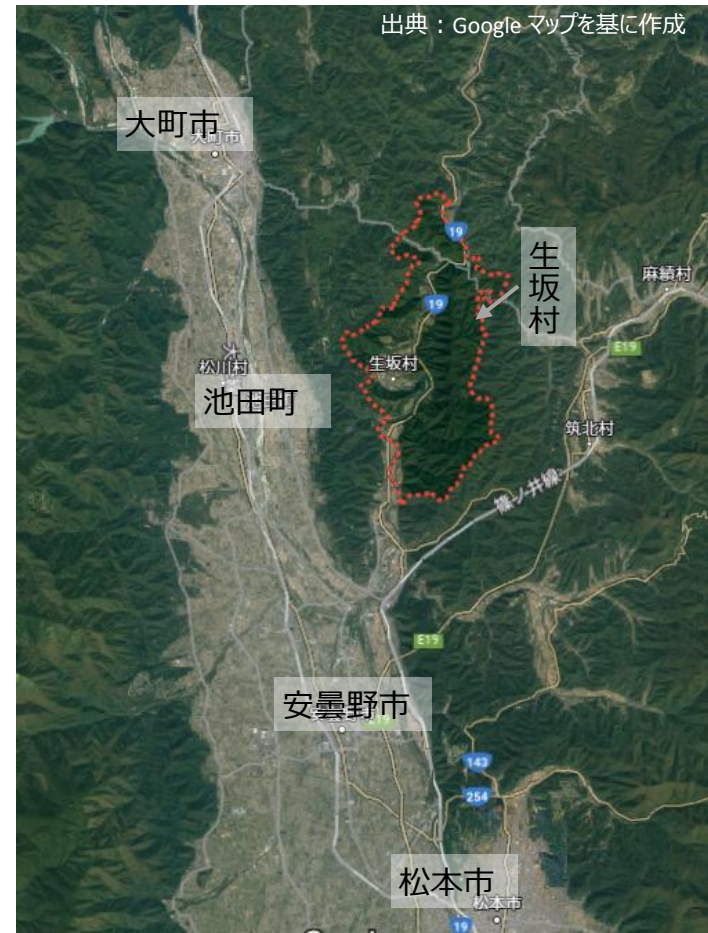 出典：Google マップを基に作成
大町市
大町市
19
生坂村
麻績村
19
E19
松川村
生坂村
池田町
筑北村
篠ノ井線
E19
安曇野市
E19
143
254
松本市
松本市
19